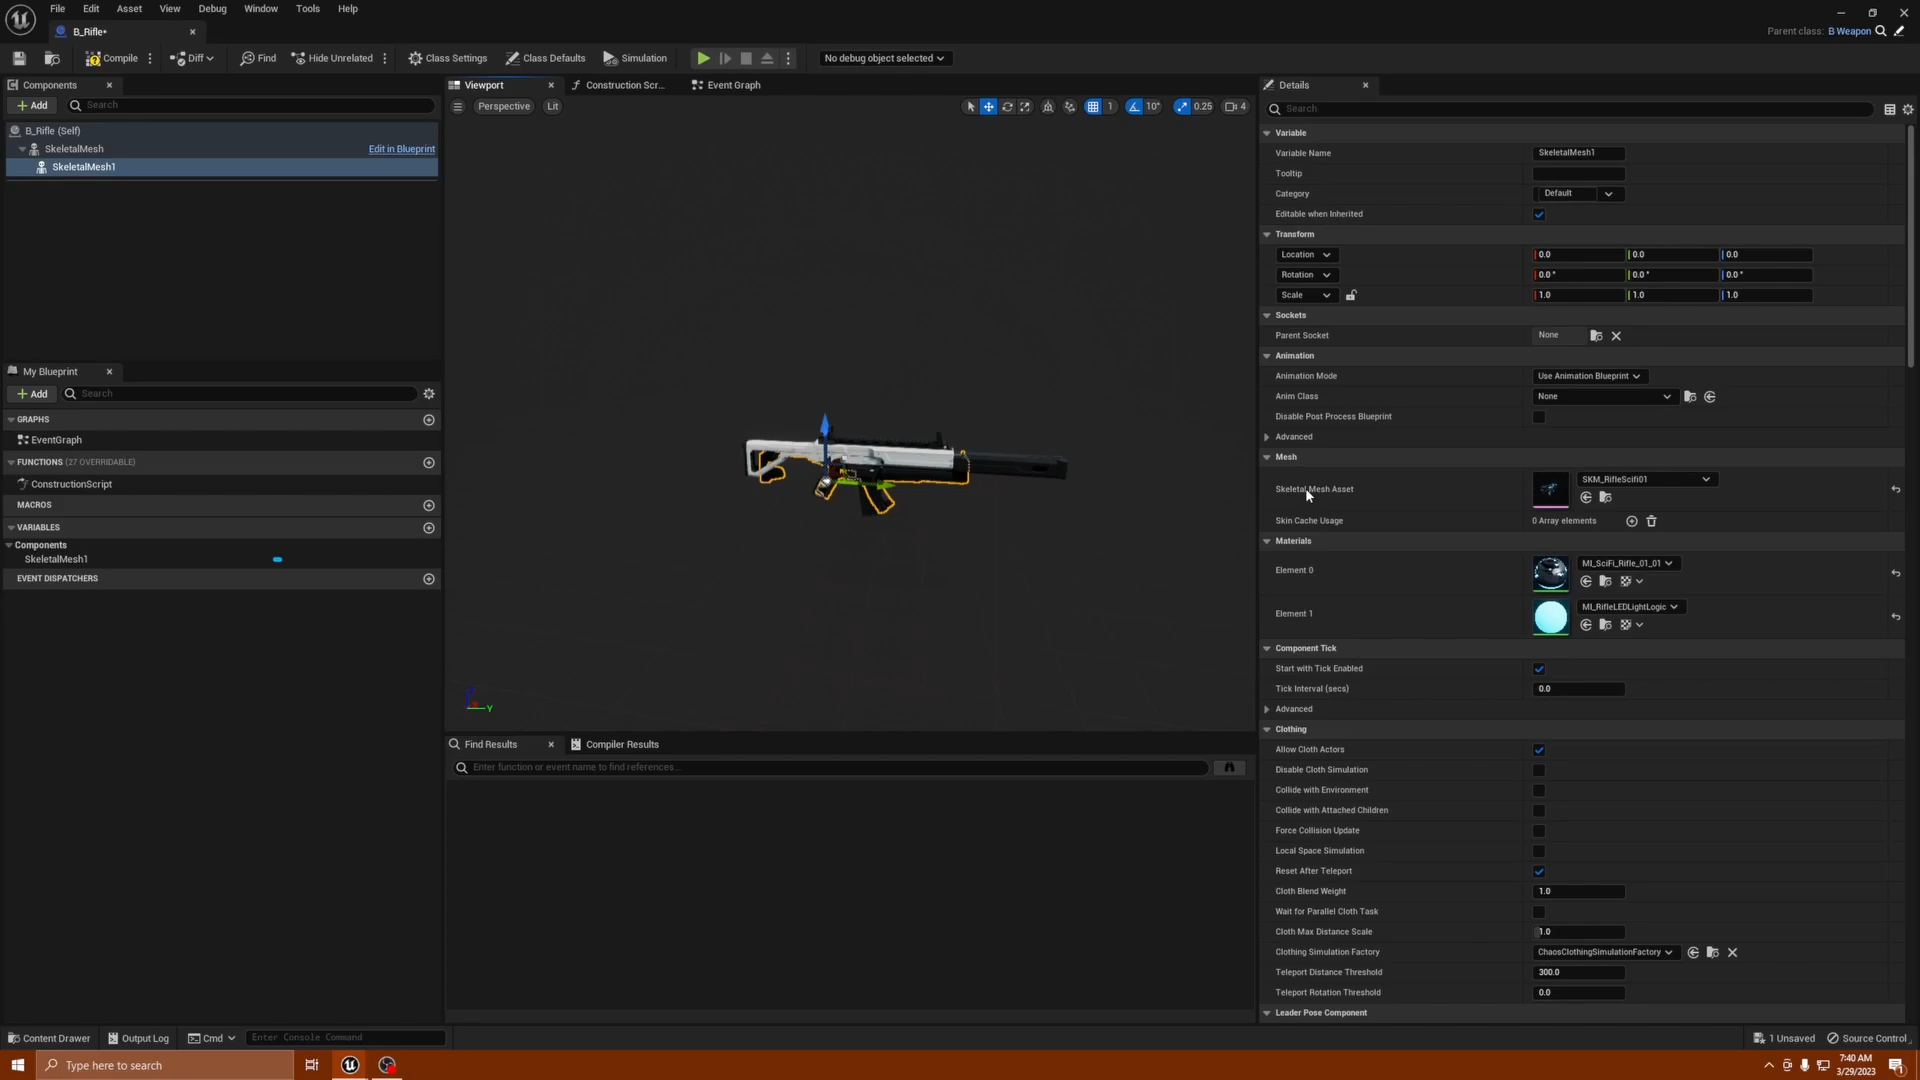 File Edit Asset View Debug Window Tools Help
B_Rifle*
Parent class: B Weapon
Compile Diff Find Hide Unrelated Class Settings Class Defaults Simulation No debug object selected
Components
Add Search
B_Rifle (Self)
SkeletalMesh Edit in Blueprint
SkeletalMesh1
My Blueprint
Add Search
GRAPHS
EventGraph
FUNCTIONS (27 OVERRIDABLE)
ConstructionScript
MACROS
VARIABLES
Components
SkeletalMesh1
EVENT DISPATCHERS
Viewport Construction Scr... Event Graph
Perspective Lit 1 10° 0.25 4
Y
Find Results Compiler Results
Enter function or event name to find references...
Details
Search
Variable
Variable Name SkeletalMesh1
Tooltip
Category Default
Editable when Inherited
Transform
Location 0.0 0.0 0.0
Rotation 0.0 ° 0.0 ° 0.0 °
Scale 1.0 1.0 1.0
Sockets
Parent Socket None
Animation
Animation Mode Use Animation Blueprint
Anim Class None
Disable Post Process Blueprint
Advanced
Mesh
Skeletal Mesh Asset SKM_RifleScifi01
Skin Cache Usage 0 Array elements
Materials
Element 0 MI_SciFi_Rifle_01_01
Element 1 MI_RifleLEDLightLogic
Component Tick
Start with Tick Enabled
Tick Interval (secs) 0.0
Advanced
Clothing
Allow Cloth Actors
Disable Cloth Simulation
Collide with Environment
Collide with Attached Children
Force Collision Update
Local Space Simulation
Reset After Teleport
Cloth Blend Weight 1.0
Wait for Parallel Cloth Task
Cloth Max Distance Scale 1.0
Clothing Simulation Factory ChaosClothingSimulationFactory
Teleport Distance Threshold 300.0
Teleport Rotation Threshold 0.0
Leader Pose Component
Content Drawer Output Log Cmd Enter Console Command 1 Unsaved Source Control
Type here to search
7:40 AM
3/29/2023
1